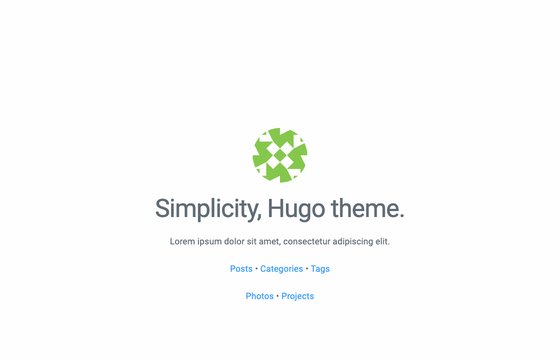 Simplicity, Hugo theme.
Lorem ipsum dolor sit amet, consectetur adipiscing elit.
Posts • Categories • Tags
Photos • Projects